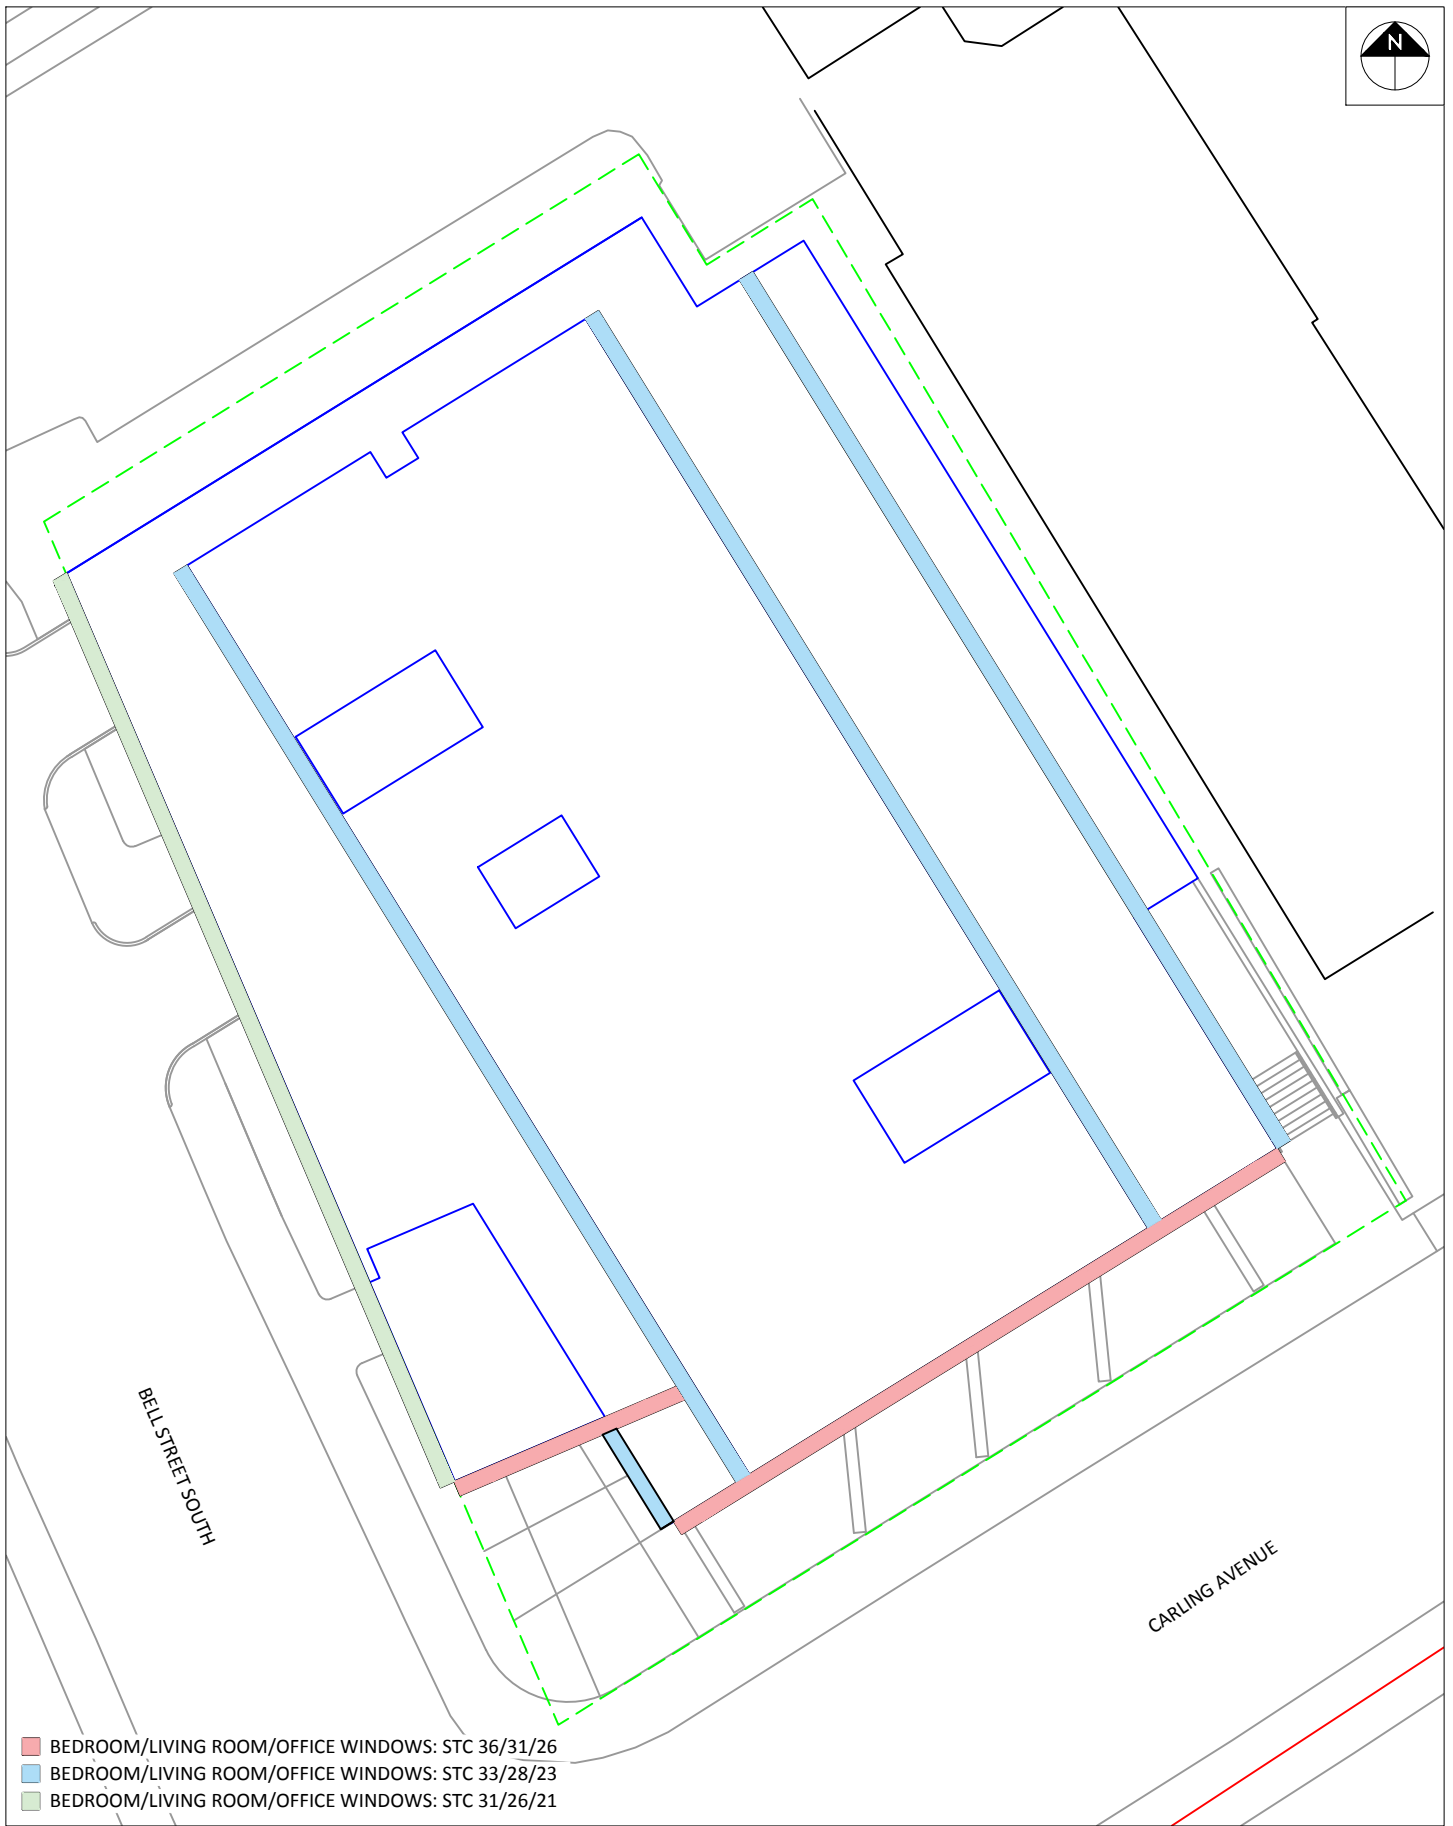 N
BELL STREET SOUTH
CARLING AVENUE
BEDROOM/LIVING ROOM/OFFICE WINDOWS: STC 36/31/26
BEDROOM/LIVING ROOM/OFFICE WINDOWS: STC 33/28/23
BEDROOM/LIVING ROOM/OFFICE WINDOWS: STC 31/26/21